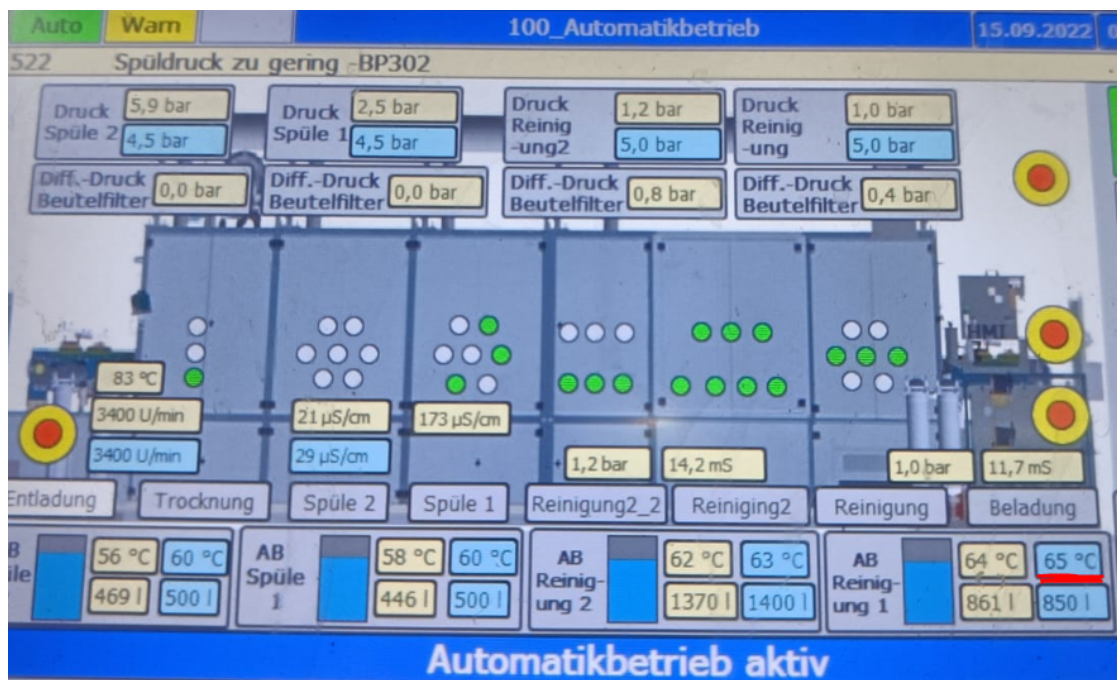 Auto Warn 100_Automatikbetrieb 15.09.2022
522 Spüldruck zu gering -BP302
Druck Spüle 2 5,9 bar 4,5 bar
Druck Spüle 1 2,5 bar 4,5 bar
Druck Reinig -ung2 1,2 bar 5,0 bar
Druck Reinig -ung 1,0 bar 5,0 bar
Diff.-Druck Beutelfilter 0,0 bar
Diff.-Druck Beutelfilter 0,0 bar
Diff.-Druck Beutelfilter 0,8 bar
Diff.-Druck Beutelfilter 0,4 bar
HMI
83 °C
3400 U/min 21 µS/cm 173 µS/cm
3400 U/min 29 µS/cm 1,2 bar 14,2 mS 1,0 bar 11,7 mS
Entladung Trocknung Spüle 2 Spüle 1 Reinigung2_2 Reiniging2 Reinigung Beladung
56 °C 60 °C
469 l 500 l
AB Spüle 1 58 °C 60 °C
446 l 500 l
AB Reinig- ung 2 62 °C 63 °C
1370 l 1400 l
AB Reinig- ung 1 64 °C 65 °C
861 l 850 l
Automatikbetrieb aktiv